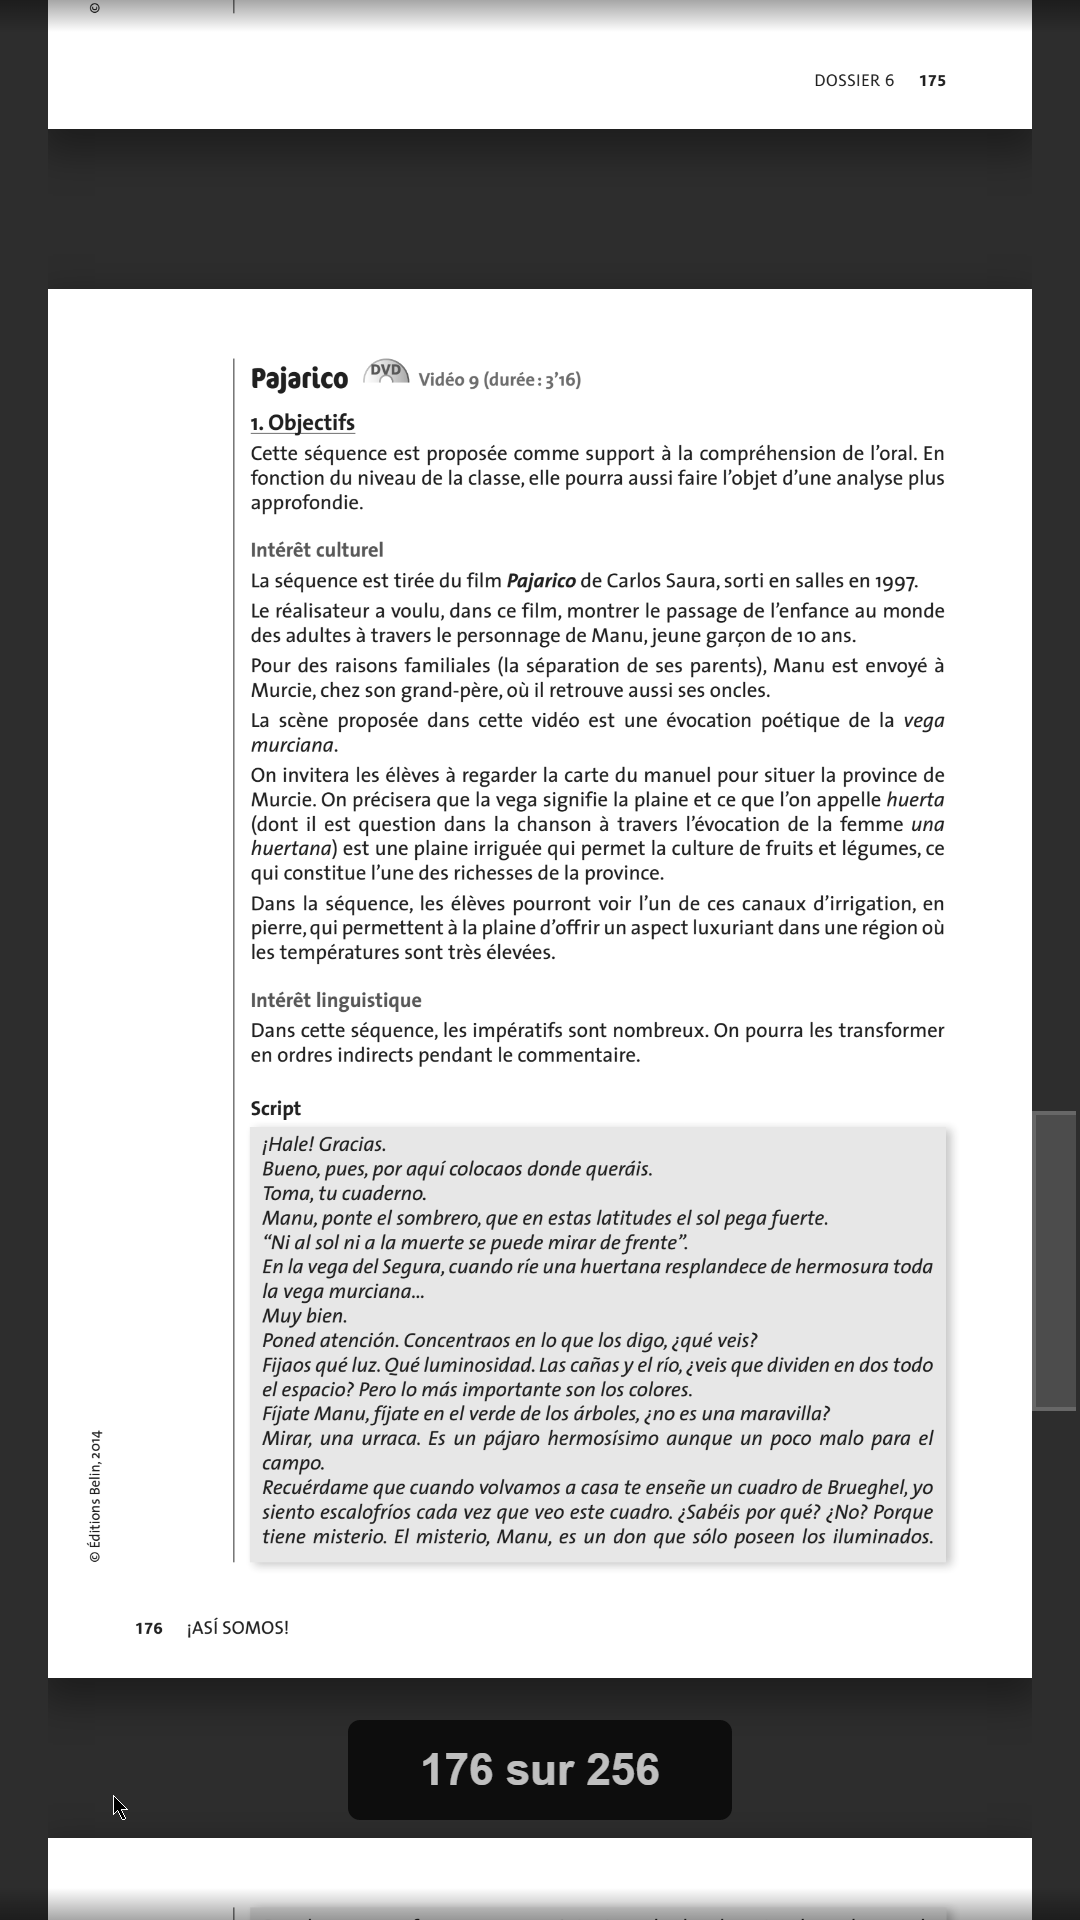 ©
DOSSIER 6 175
Pajarico DVD Vidéo 9 (durée : 3’16)
1. Objectifs
Cette séquence est proposée comme support à la compréhension de l’oral. En
fonction du niveau de la classe, elle pourra aussi faire l’objet d’une analyse plus
approfondie.
Intérêt culturel
La séquence est tirée du film Pajarico de Carlos Saura, sorti en salles en 1997.
Le réalisateur a voulu, dans ce film, montrer le passage de l’enfance au monde
des adultes à travers le personnage de Manu, jeune garçon de 10 ans.
Pour des raisons familiales (la séparation de ses parents), Manu est envoyé à
Murcie, chez son grand-père, où il retrouve aussi ses oncles.
La scène proposée dans cette vidéo est une évocation poétique de la vega
murciana.
On invitera les élèves à regarder la carte du manuel pour situer la province de
Murcie. On précisera que la vega signifie la plaine et ce que l’on appelle huerta
(dont il est question dans la chanson à travers l’évocation de la femme una
huertana) est une plaine irriguée qui permet la culture de fruits et légumes, ce
qui constitue l’une des richesses de la province.
Dans la séquence, les élèves pourront voir l’un de ces canaux d’irrigation, en
pierre, qui permettent à la plaine d’offrir un aspect luxuriant dans une région où
les températures sont très élevées.
Intérêt linguistique
Dans cette séquence, les impératifs sont nombreux. On pourra les transformer
en ordres indirects pendant le commentaire.
Script
¡Hale! Gracias.
Bueno, pues, por aquí colocaos donde queráis.
Toma, tu cuaderno.
Manu, ponte el sombrero, que en estas latitudes el sol pega fuerte.
“Ni al sol ni a la muerte se puede mirar de frente”.
En la vega del Segura, cuando ríe una huertana resplandece de hermosura toda
la vega murciana...
Muy bien.
Poned atención. Concentraos en lo que los digo, ¿qué veis?
Fijaos qué luz. Qué luminosidad. Las cañas y el río, ¿veis que dividen en dos todo
el espacio? Pero lo más importante son los colores.
Fíjate Manu, fíjate en el verde de los árboles, ¿no es una maravilla?
Mirar, una urraca. Es un pájaro hermosísimo aunque un poco malo para el
campo.
Recuérdame que cuando volvamos a casa te enseñe un cuadro de Brueghel, yo
siento escalofríos cada vez que veo este cuadro. ¿Sabéis por qué? ¿No? Porque
tiene misterio. El misterio, Manu, es un don que sólo poseen los iluminados.
© Éditions Belin, 2014
176 ¡ASÍ SOMOS!
176 sur 256